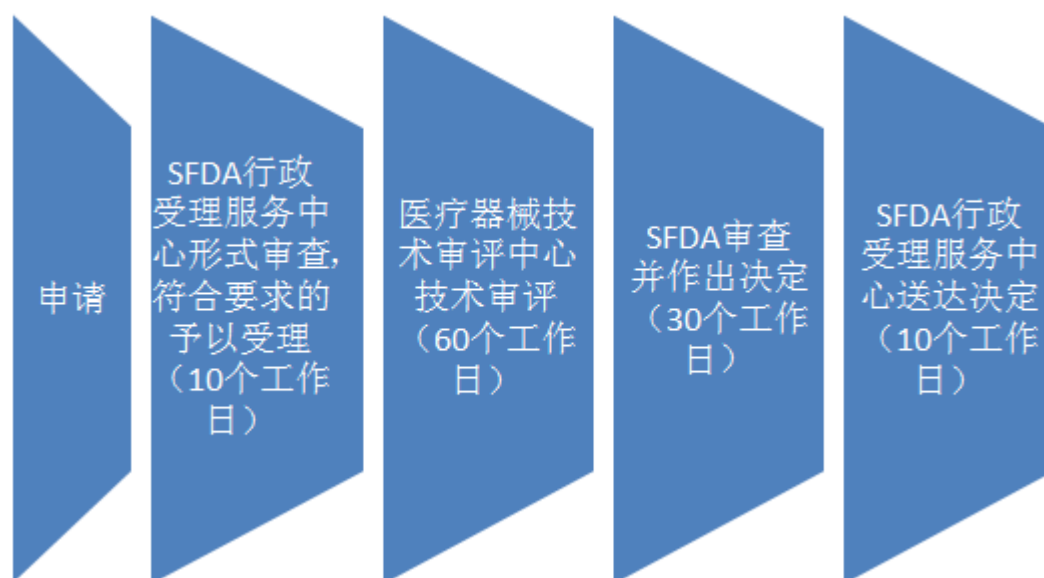 申请
SFDA行政
受理服务中
心形式审查,
符合要求的
予以受理
（10个工作
日）
医疗器械技
术审评中心
技术审评
（60个工作
日）
SFDA审查
并作出决定
（30个工作
日）
SFDA行政
受理服务中
心送达决定
（10个工作
日）